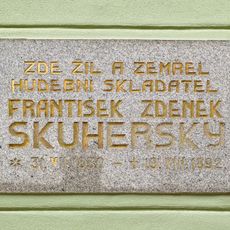 ZDE ŽIL A ZEMŘEL
HUDEBNÍ SKLADATEL
FRANTIŠEK ZDENĚK
SKUHERSKÝ
* 31. VII. 1830 – + 19. VIII. 1892